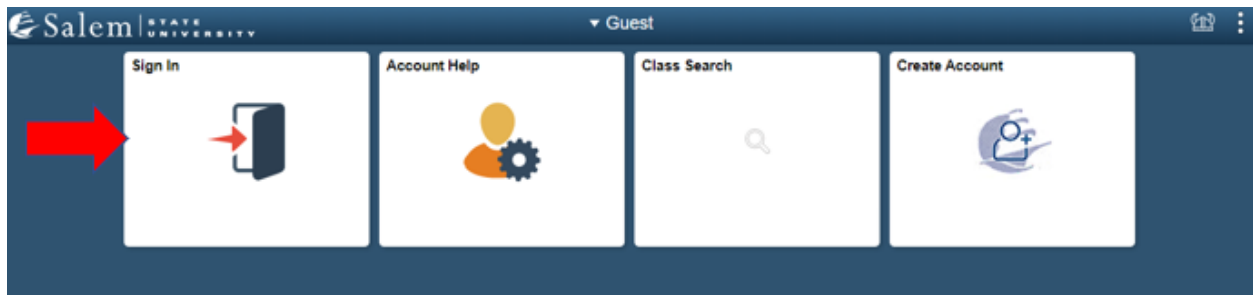 Salem STATE UNIVERSITY
Guest
Sign In
Account Help
Class Search
Create Account